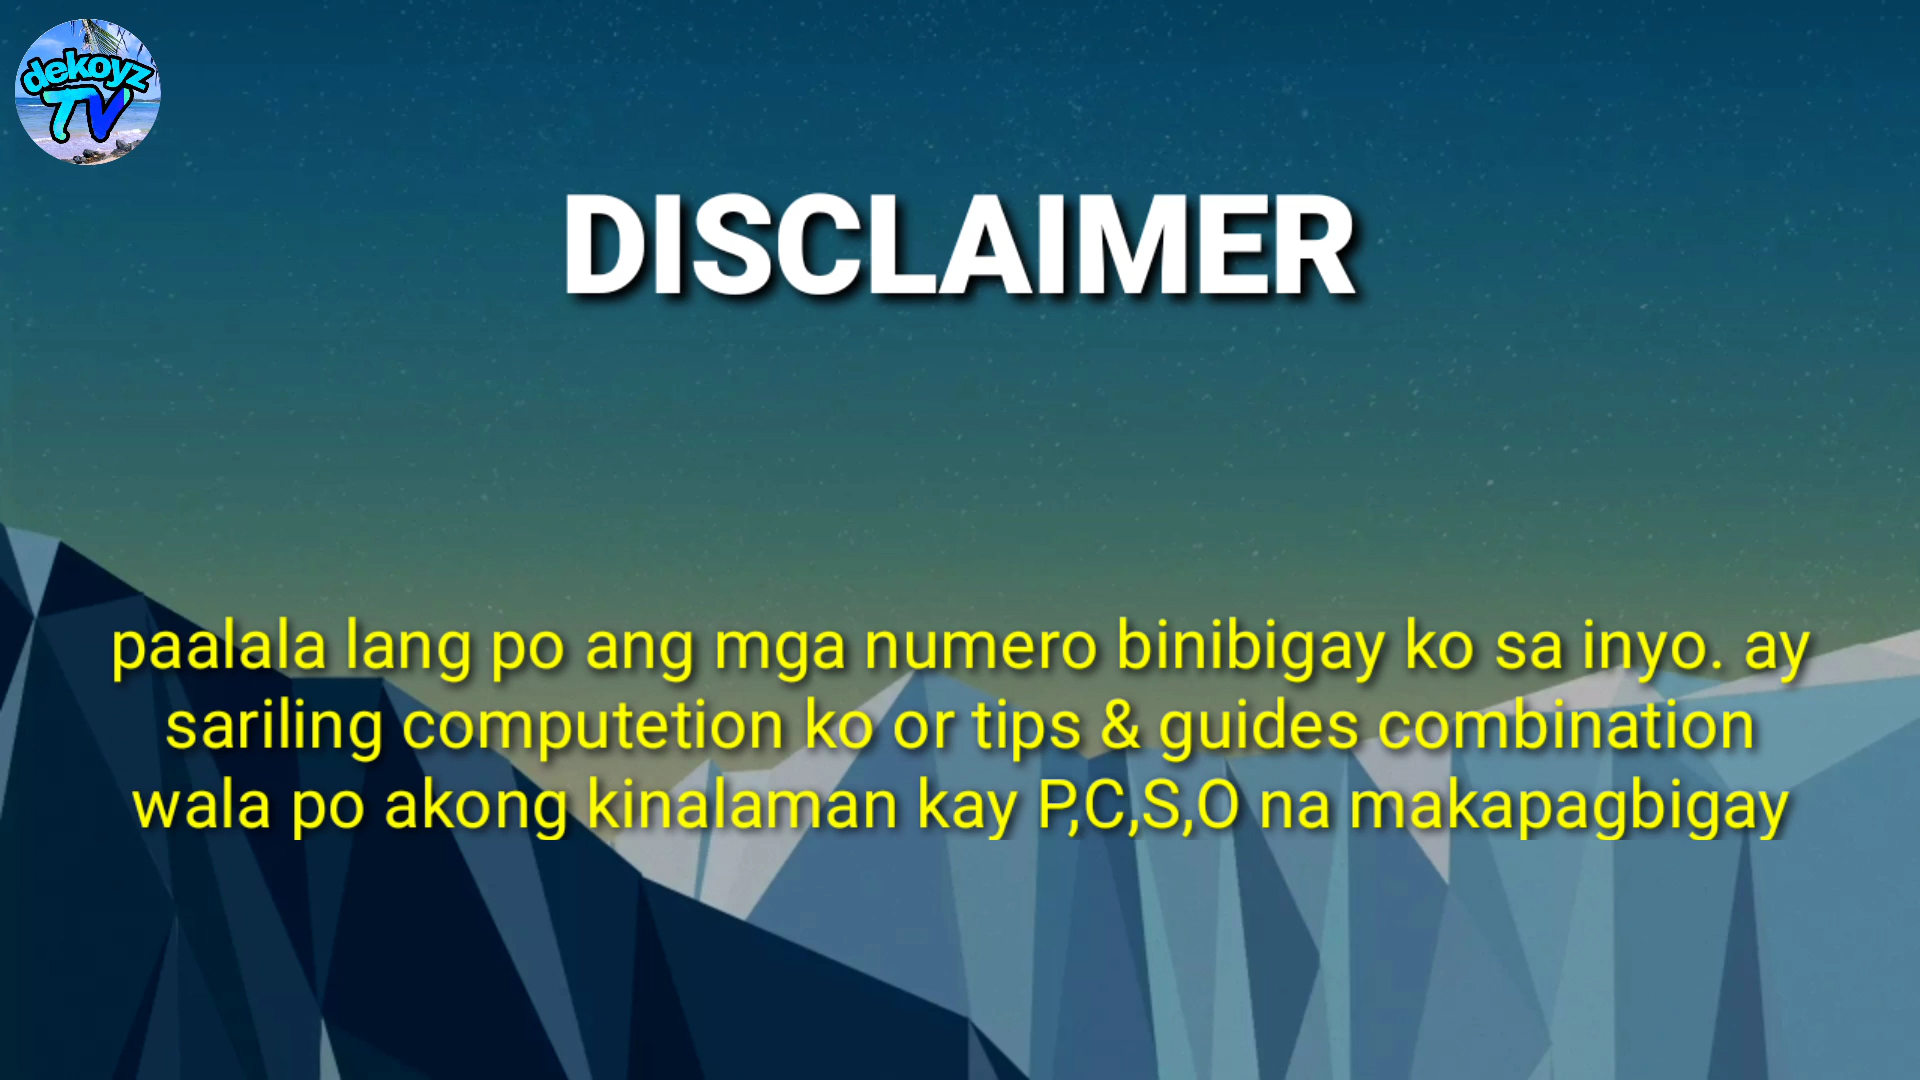 dekoyz
TV
DISCLAIMER
paalala lang po ang mga numero binibigay ko sa inyo. ay
sariling computetion ko or tips & guides combination
wala po akong kinalaman kay P,C,S,O na makapagbigay